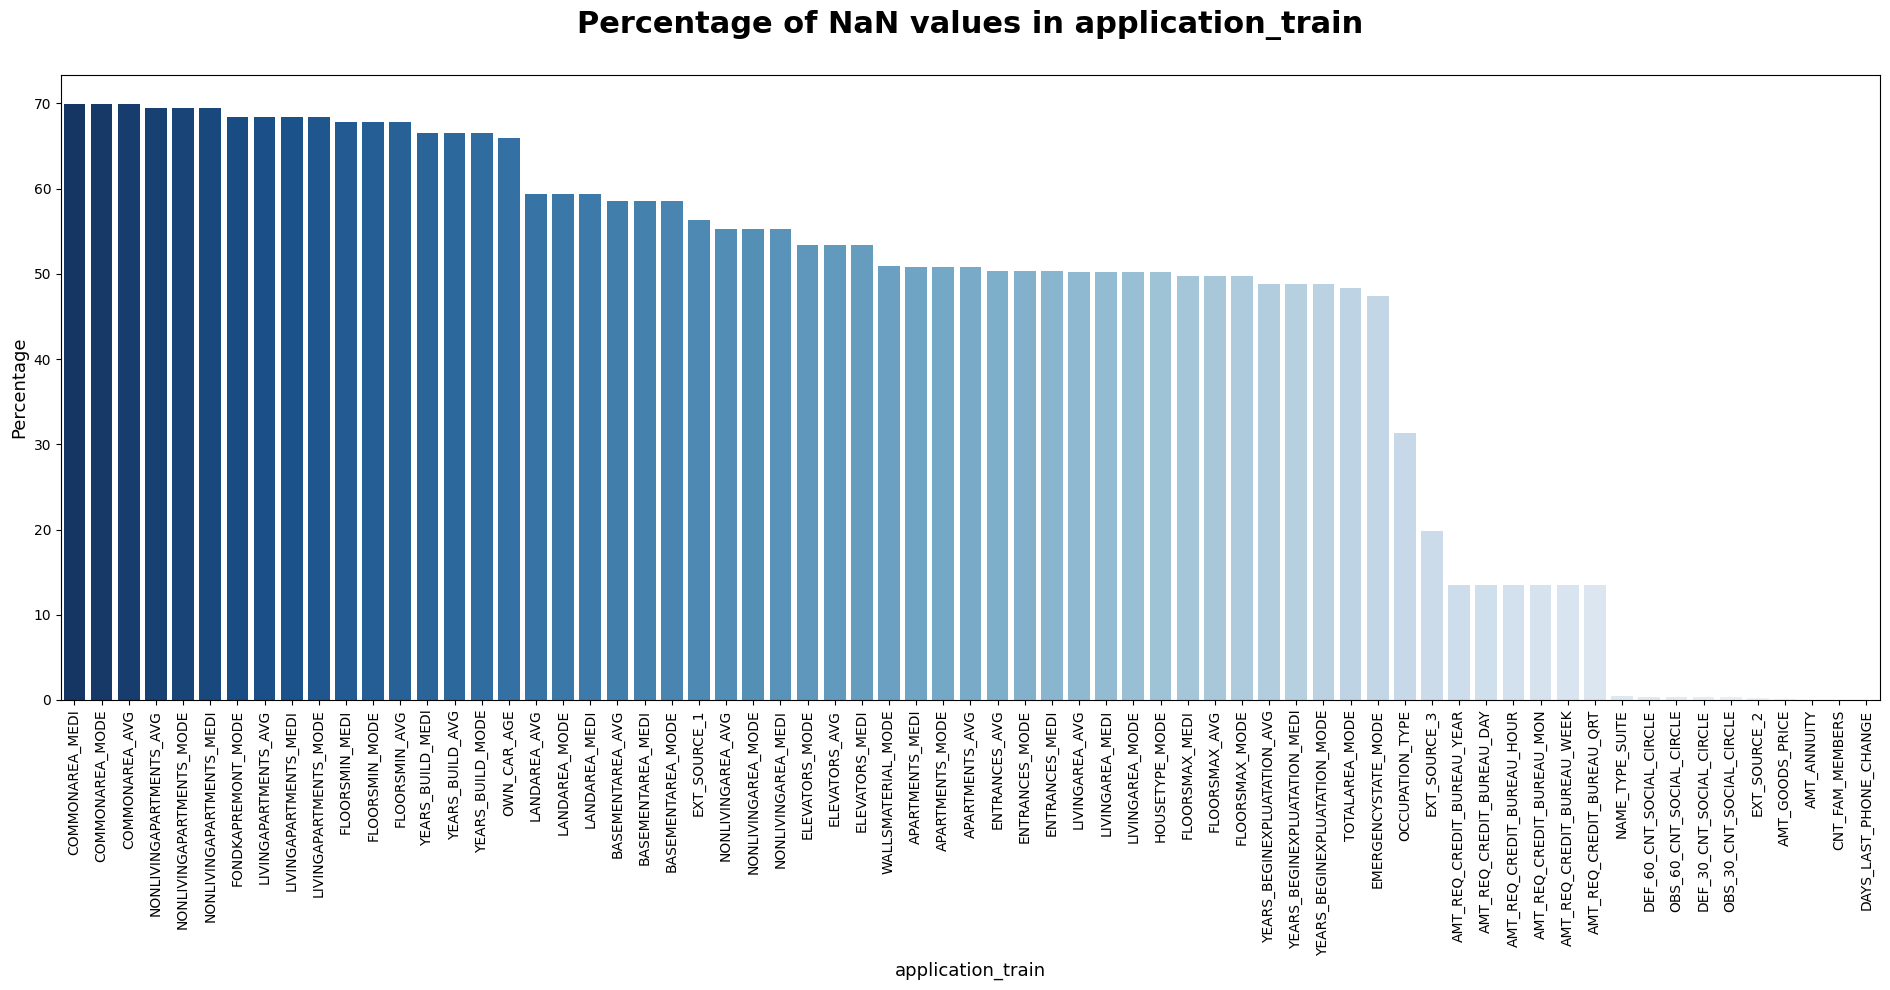 Percentage of NaN values in application_train
Percentage
70
60
50
40
30
20
10
0
COMMONAREA_MEDI
COMMONAREA_MODE
COMMONAREA_AVG
NONLIVINGAPARTMENTS_AVG
NONLIVINGAPARTMENTS_MODE
NONLIVINGAPARTMENTS_MEDI
FONDKAPREMONT_MODE
LIVINGAPARTMENTS_AVG
LIVINGAPARTMENTS_MEDI
LIVINGAPARTMENTS_MODE
FLOORSMIN_MEDI
FLOORSMIN_MODE
FLOORSMIN_AVG
YEARS_BUILD_MEDI
YEARS_BUILD_AVG
YEARS_BUILD_MODE
OWN_CAR_AGE
LANDAREA_AVG
LANDAREA_MODE
LANDAREA_MEDI
BASEMENTAREA_AVG
BASEMENTAREA_MEDI
BASEMENTAREA_MODE
EXT_SOURCE_1
NONLIVINGAREA_AVG
NONLIVINGAREA_MODE
NONLIVINGAREA_MEDI
ELEVATORS_MODE
ELEVATORS_AVG
ELEVATORS_MEDI
WALLSMATERIAL_MODE
APARTMENTS_MEDI
APARTMENTS_MODE
APARTMENTS_AVG
ENTRANCES_AVG
ENTRANCES_MODE
ENTRANCES_MEDI
LIVINGAREA_AVG
LIVINGAREA_MEDI
LIVINGAREA_MODE
HOUSETYPE_MODE
FLOORSMAX_MEDI
FLOORSMAX_AVG
FLOORSMAX_MODE
YEARS_BEGINEXPLUATATION_AVG
YEARS_BEGINEXPLUATATION_MEDI
YEARS_BEGINEXPLUATATION_MODE
TOTALAREA_MODE
EMERGENCYSTATE_MODE
OCCUPATION_TYPE
EXT_SOURCE_3
AMT_REQ_CREDIT_BUREAU_YEAR
AMT_REQ_CREDIT_BUREAU_DAY
AMT_REQ_CREDIT_BUREAU_HOUR
AMT_REQ_CREDIT_BUREAU_MON
AMT_REQ_CREDIT_BUREAU_WEEK
AMT_REQ_CREDIT_BUREAU_QRT
NAME_TYPE_SUITE
DEF_60_CNT_SOCIAL_CIRCLE
OBS_60_CNT_SOCIAL_CIRCLE
DEF_30_CNT_SOCIAL_CIRCLE
OBS_30_CNT_SOCIAL_CIRCLE
EXT_SOURCE_2
AMT_GOODS_PRICE
AMT_ANNUITY
CNT_FAM_MEMBERS
DAYS_LAST_PHONE_CHANGE
application_train